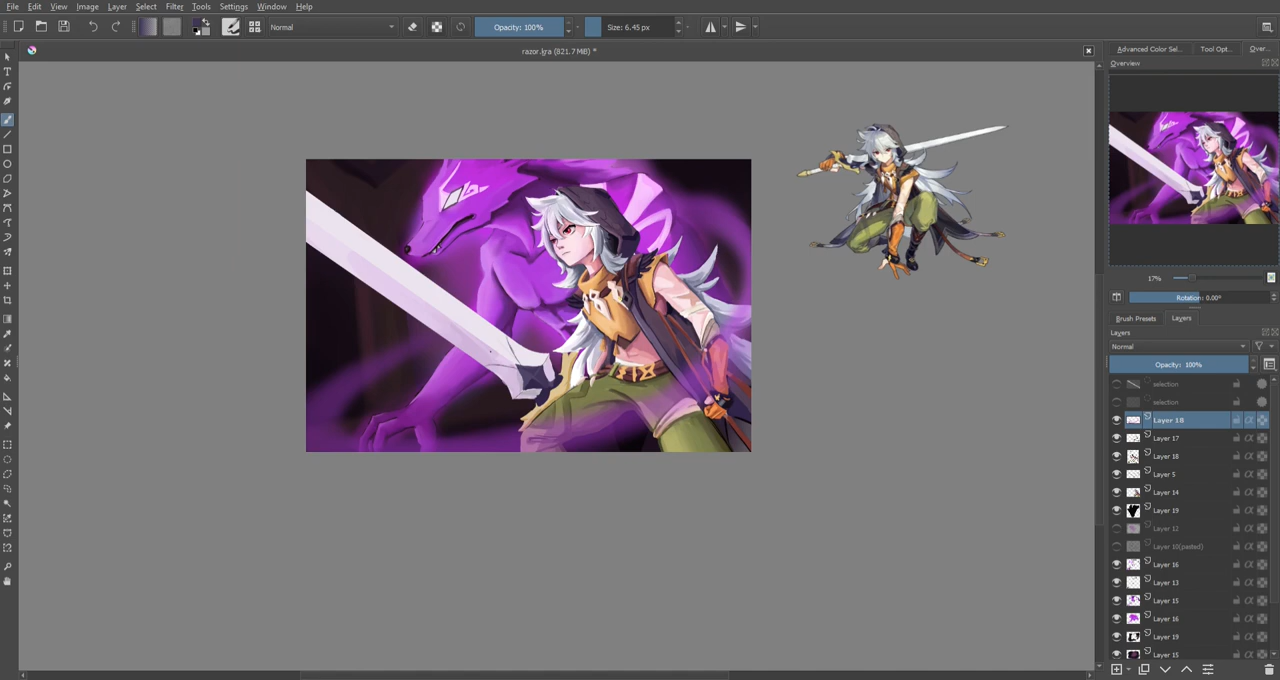 File Edit View Image Layer Select Filter Tools Settings Window Help
Normal Opacity: 100% Size: 6.45 px
razor.kra (821.7 MiB) *
Advanced Color Sel... Tool Opt... Over...
Overview
17%
Rotation: 0.00°
Brush Presets Layers
Layers
Normal
Opacity: 100%
selection
selection
Layer 18
Layer 17
Layer 18
Layer 5
Layer 14
Layer 19
Layer 12
Layer 10(pasted)
Layer 16
Layer 13
Layer 15
Layer 16
Layer 19
Layer 15